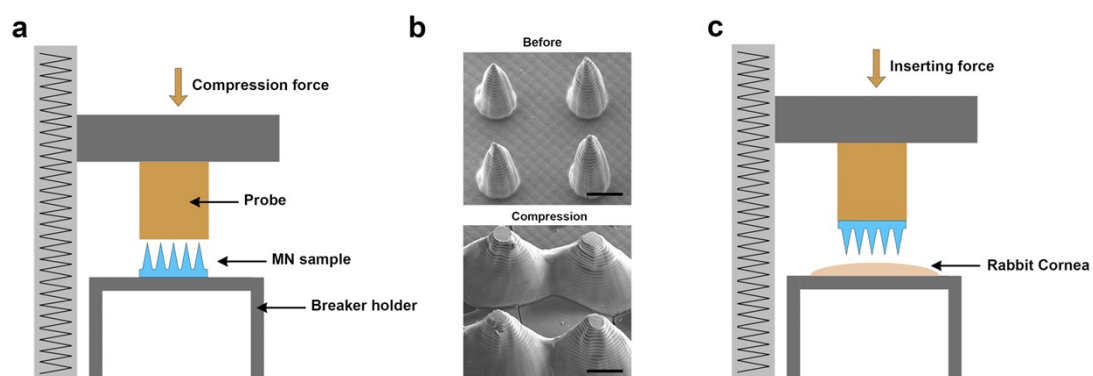 a
Compression force
Probe
MN sample
Breaker holder
b
Before
Compression
c
Inserting force
Rabbit Cornea